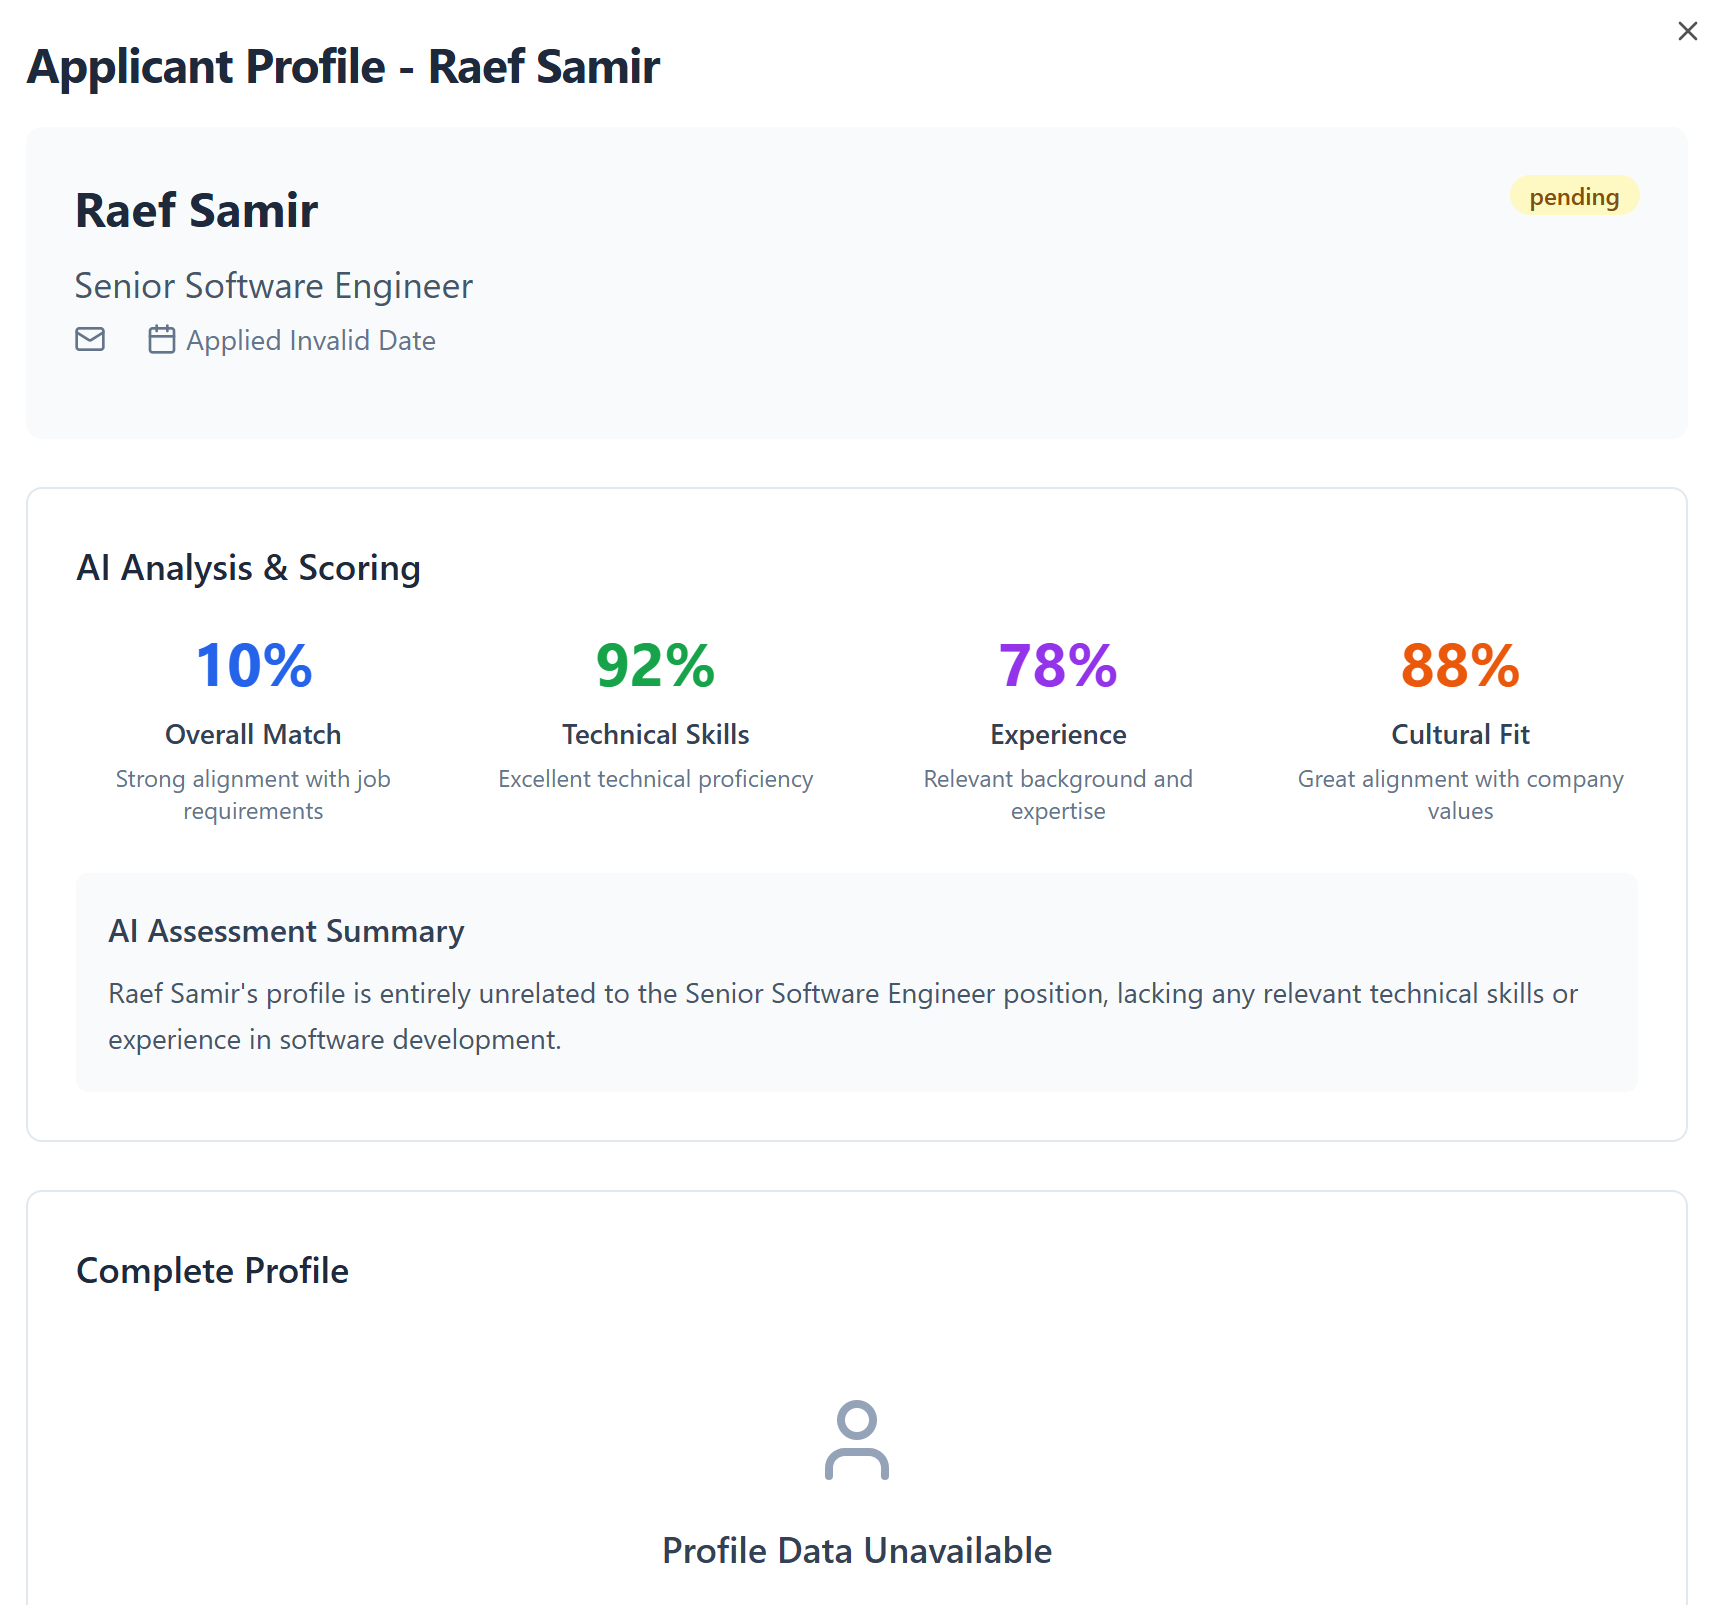 Applicant Profile - Raef Samir
Raef Samir
pending
Senior Software Engineer
Applied Invalid Date
AI Analysis & Scoring
10%
Overall Match
Strong alignment with job
requirements
92%
Technical Skills
Excellent technical proficiency
78%
Experience
Relevant background and
expertise
88%
Cultural Fit
Great alignment with company
values
AI Assessment Summary
Raef Samir's profile is entirely unrelated to the Senior Software Engineer position, lacking any relevant technical skills or
experience in software development.
Complete Profile
Profile Data Unavailable